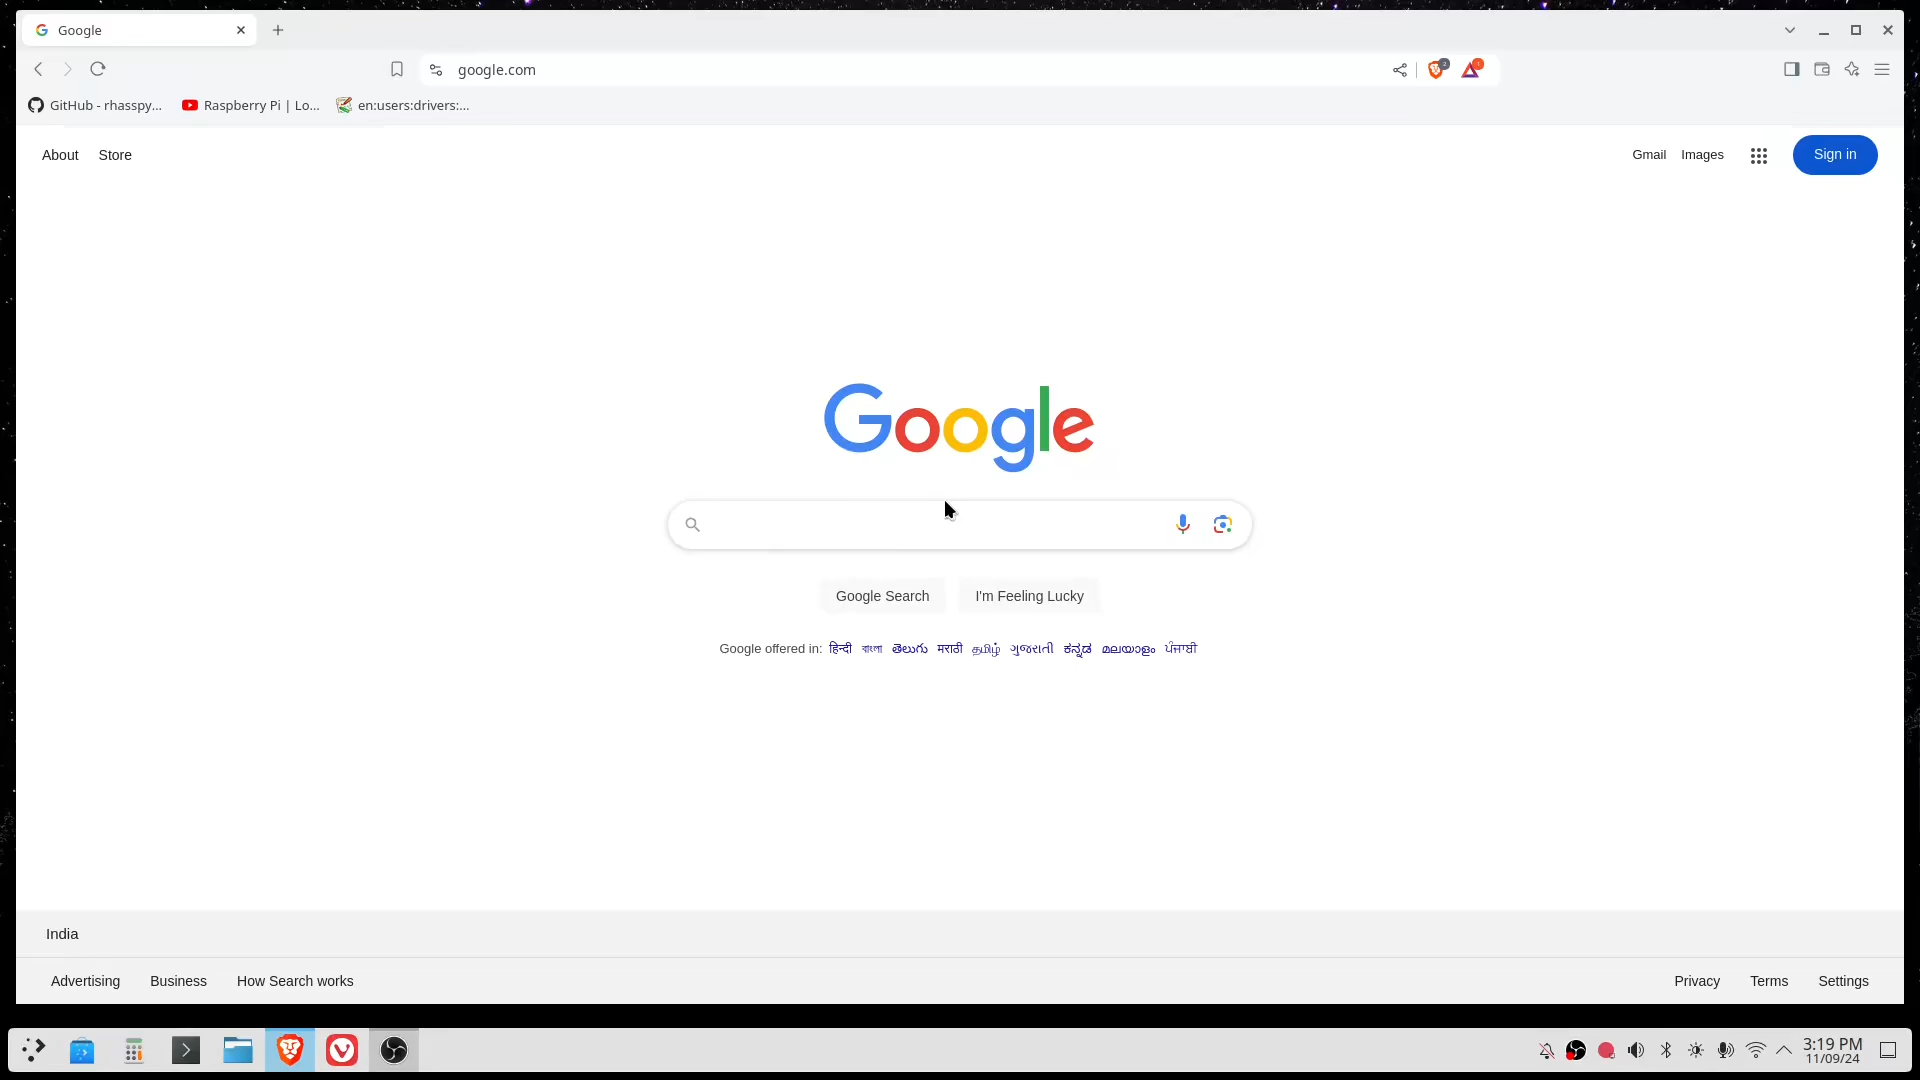 Google
google.com
GitHub - rhasspy... Raspberry Pi | Lo... en:users:drivers:...
About Store Gmail Images Sign in
Google
Google Search I'm Feeling Lucky
Google offered in: हिन्दी বাংলা తెలుగు मराठी தமிழ் ગુજરાતી ಕನ್ನಡ മലയാളം ਪੰਜਾਬੀ
India
Advertising Business How Search works Privacy Terms Settings
3:19 PM
11/09/24